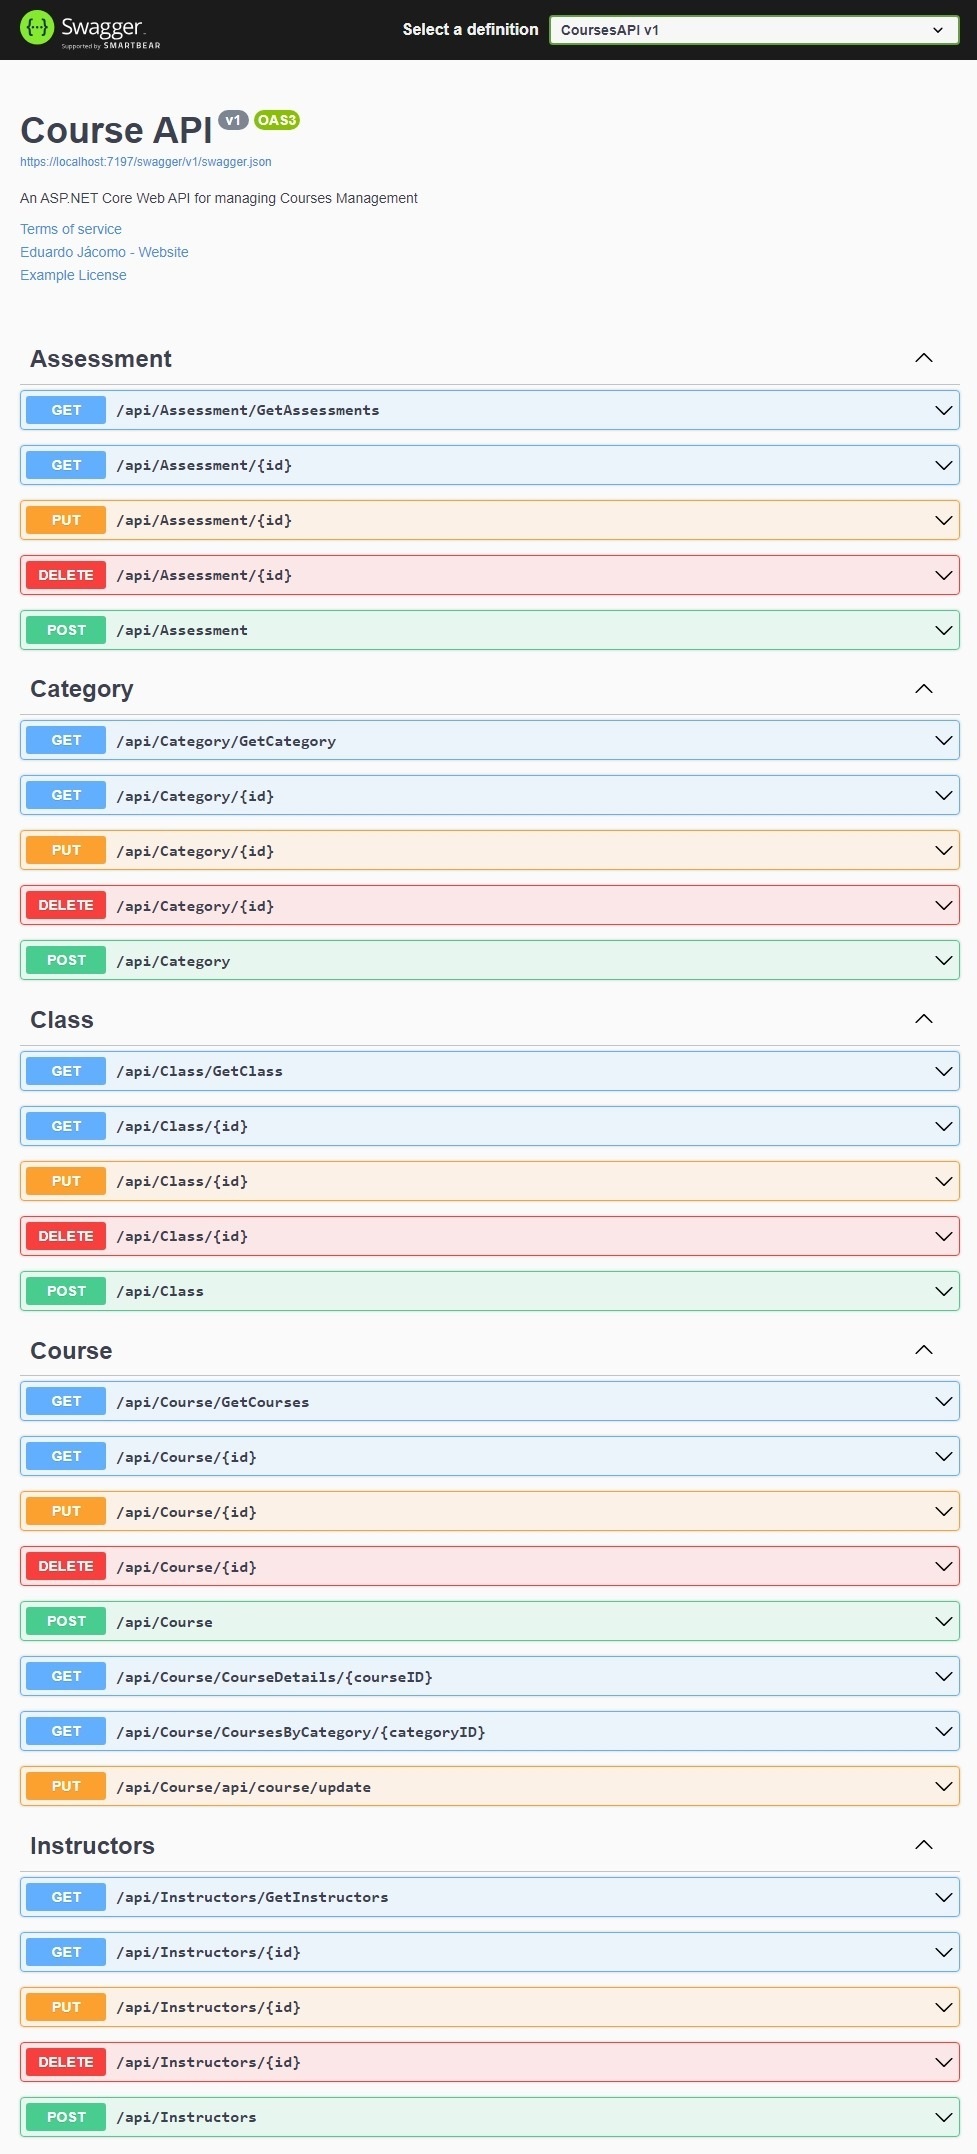 Swagger.
Supported by SMARTBEAR
Select a definition
CoursesAPI v1
Course API v1 OAS3
https://localhost:7197/swagger/v1/swagger.json
An ASP.NET Core Web API for managing Courses Management
Terms of service
Eduardo Jácomo - Website
Example License
Assessment
GET /api/Assessment/GetAssessments
GET /api/Assessment/{id}
PUT /api/Assessment/{id}
DELETE /api/Assessment/{id}
POST /api/Assessment
Category
GET /api/Category/GetCategory
GET /api/Category/{id}
PUT /api/Category/{id}
DELETE /api/Category/{id}
POST /api/Category
Class
GET /api/Class/GetClass
GET /api/Class/{id}
PUT /api/Class/{id}
DELETE /api/Class/{id}
POST /api/Class
Course
GET /api/Course/GetCourses
GET /api/Course/{id}
PUT /api/Course/{id}
DELETE /api/Course/{id}
POST /api/Course
GET /api/Course/CourseDetails/{courseID}
GET /api/Course/CoursesByCategory/{categoryID}
PUT /api/Course/api/course/update
Instructors
GET /api/Instructors/GetInstructors
GET /api/Instructors/{id}
PUT /api/Instructors/{id}
DELETE /api/Instructors/{id}
POST /api/Instructors